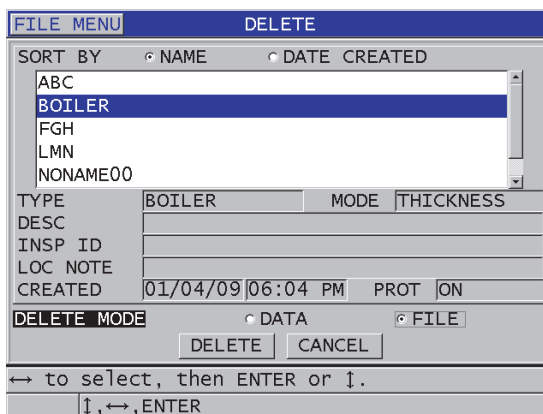 FILE MENU DELETE
SORT BY NAME DATE CREATED
ABC
BOILER
FGH
LMN
NONAME00
TYPE BOILER MODE THICKNESS
DESC
INSP ID
LOC NOTE
CREATED 01/04/09 06:04 PM PROT ON
DELETE MODE DATA FILE
DELETE CANCEL
↔ to select, then ENTER or ↕.
↕,↔,ENTER